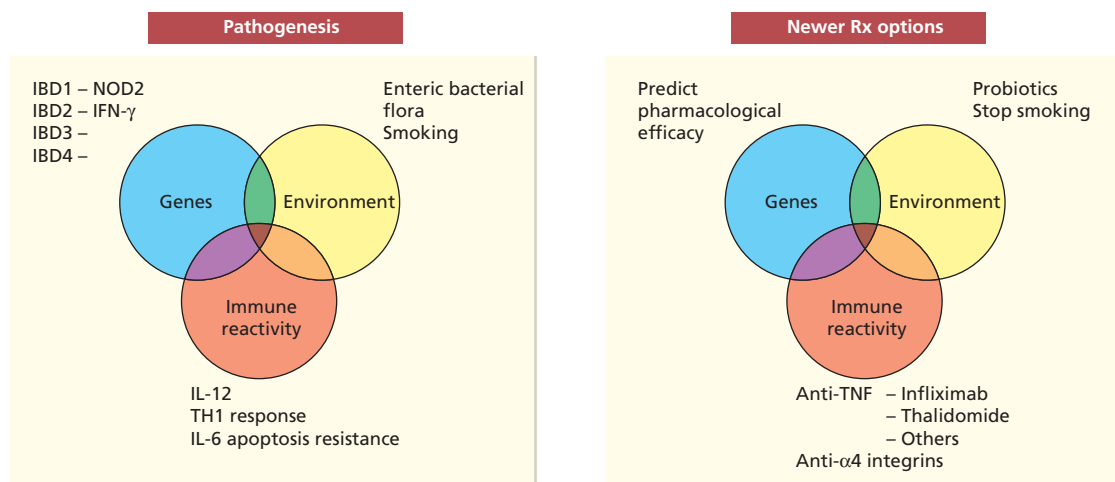 Pathogenesis
IBD1 – NOD2
IBD2 – IFN-γ
IBD3 –
IBD4 –
Enteric bacterial
flora
Smoking
Genes
Environment
Immune
reactivity
IL-12
TH1 response
IL-6 apoptosis resistance
Newer Rx options
Predict
pharmacological
efficacy
Probiotics
Stop smoking
Genes
Environment
Immune
reactivity
Anti-TNF – Infliximab
– Thalidomide
– Others
Anti-α4 integrins